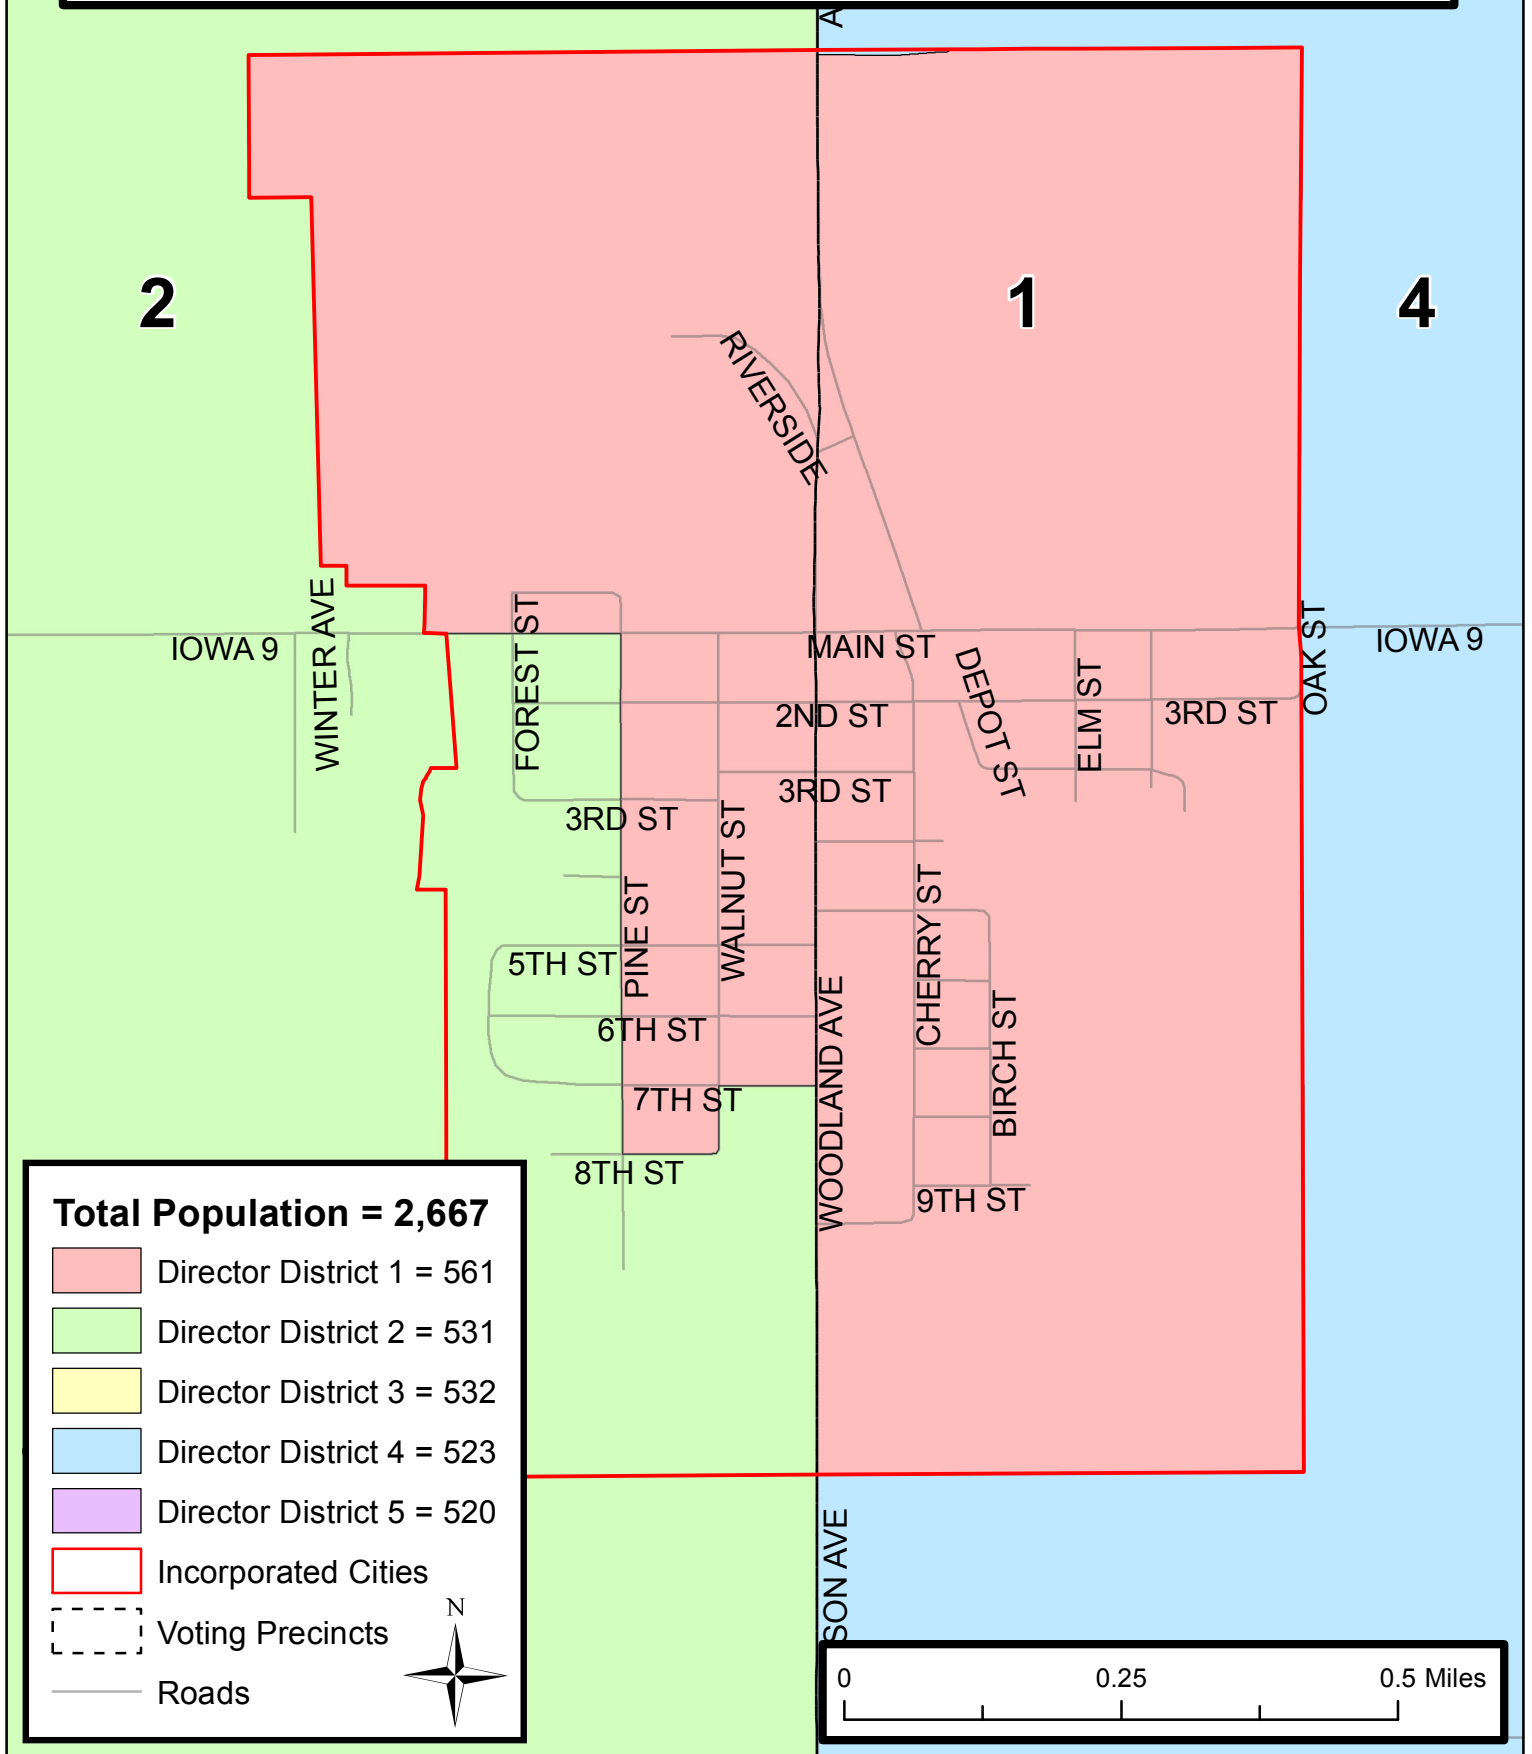 A
2
1
4
RIVERSIDE
IOWA 9
WINTER AVE
FOREST ST
MAIN ST
OAK ST
IOWA 9
2ND ST
DEPOT ST
ELM ST
3RD ST
3RD ST
3RD ST
WALNUT ST
PINE ST
5TH ST
CHERRY ST
6TH ST
WOODLAND AVE
BIRCH ST
7TH ST
8TH ST
9TH ST
Total Population = 2,667
Director District 1 = 561
Director District 2 = 531
Director District 3 = 532
Director District 4 = 523
Director District 5 = 520
Incorporated Cities
Voting Precincts
Roads
N
SON AVE
0 0.25 0.5 Miles